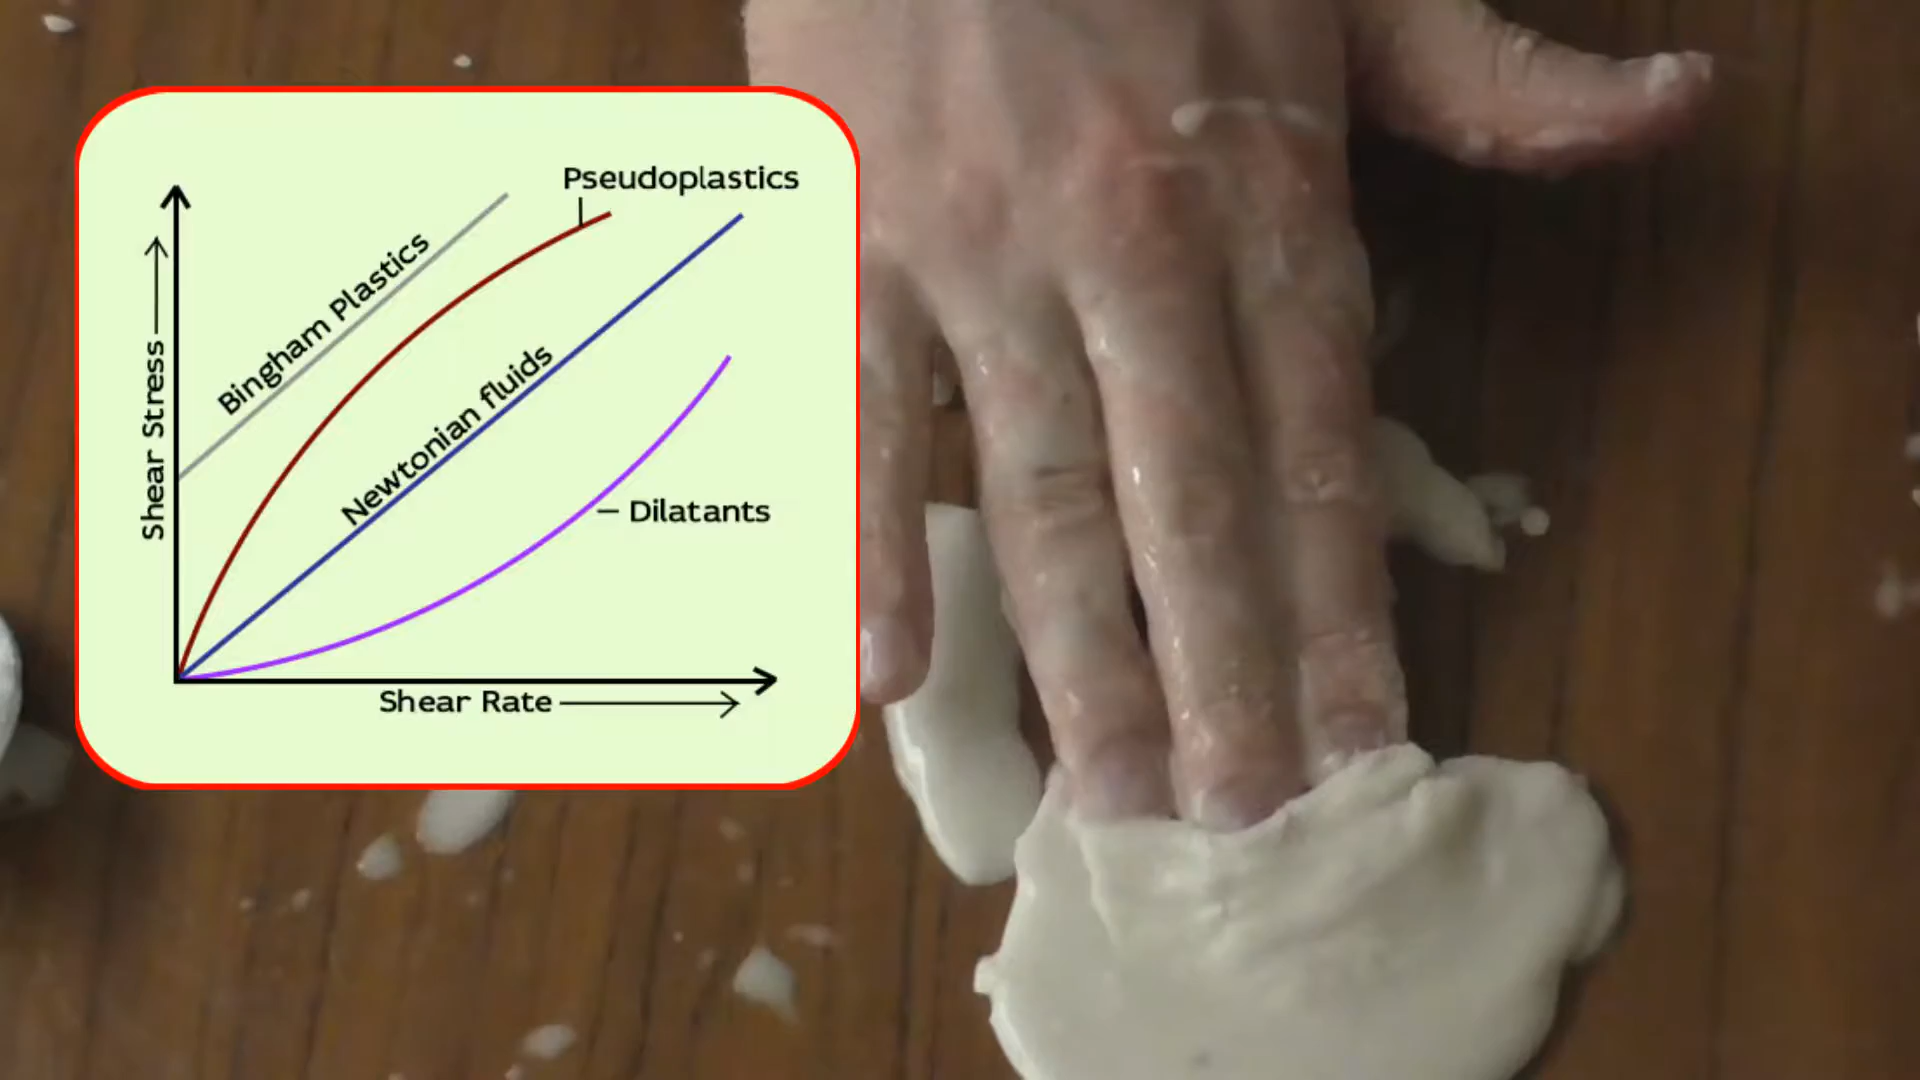 Pseudoplastics
Bingham Plastics
Newtonian fluids
Dilatants
Shear Stress
Shear Rate